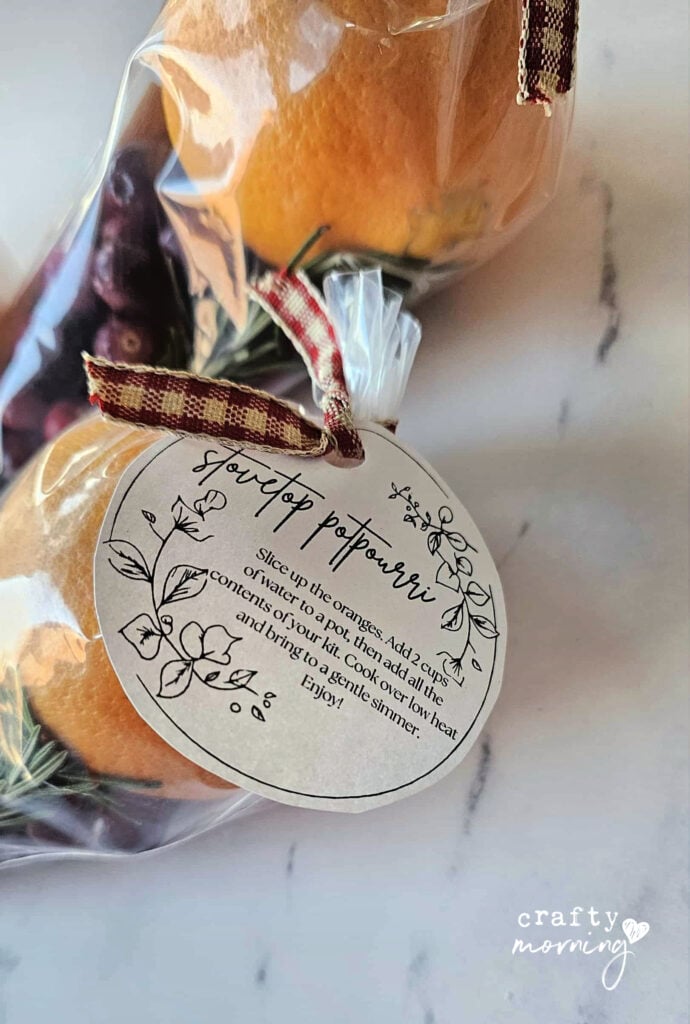 stovetop potpourri
Slice up the oranges. Add 2 cups
of water to a pot, then add all the
contents of your kit. Cook over low heat
and bring to a gentle simmer.
Enjoy!
crafty
morning